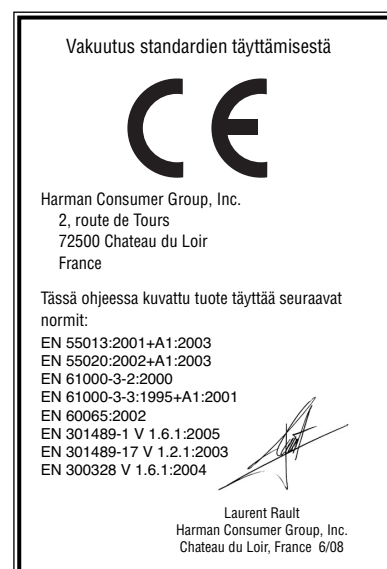 Vakuutus standardien täyttämisestä
CE
Harman Consumer Group, Inc.
2, route de Tours
72500 Chateau du Loir
France
Tässä ohjeessa kuvattu tuote täyttää seuraavat
normit:
EN 55013:2001+A1:2003
EN 55020:2002+A1:2003
EN 61000-3-2:2000
EN 61000-3-3:1995+A1:2001
EN 60065:2002
EN 301489-1 V 1.6.1:2005
EN 301489-17 V 1.2.1:2003
EN 300328 V 1.6.1:2004
Laurent Rault
Harman Consumer Group, Inc.
Chateau du Loir, France 6/08